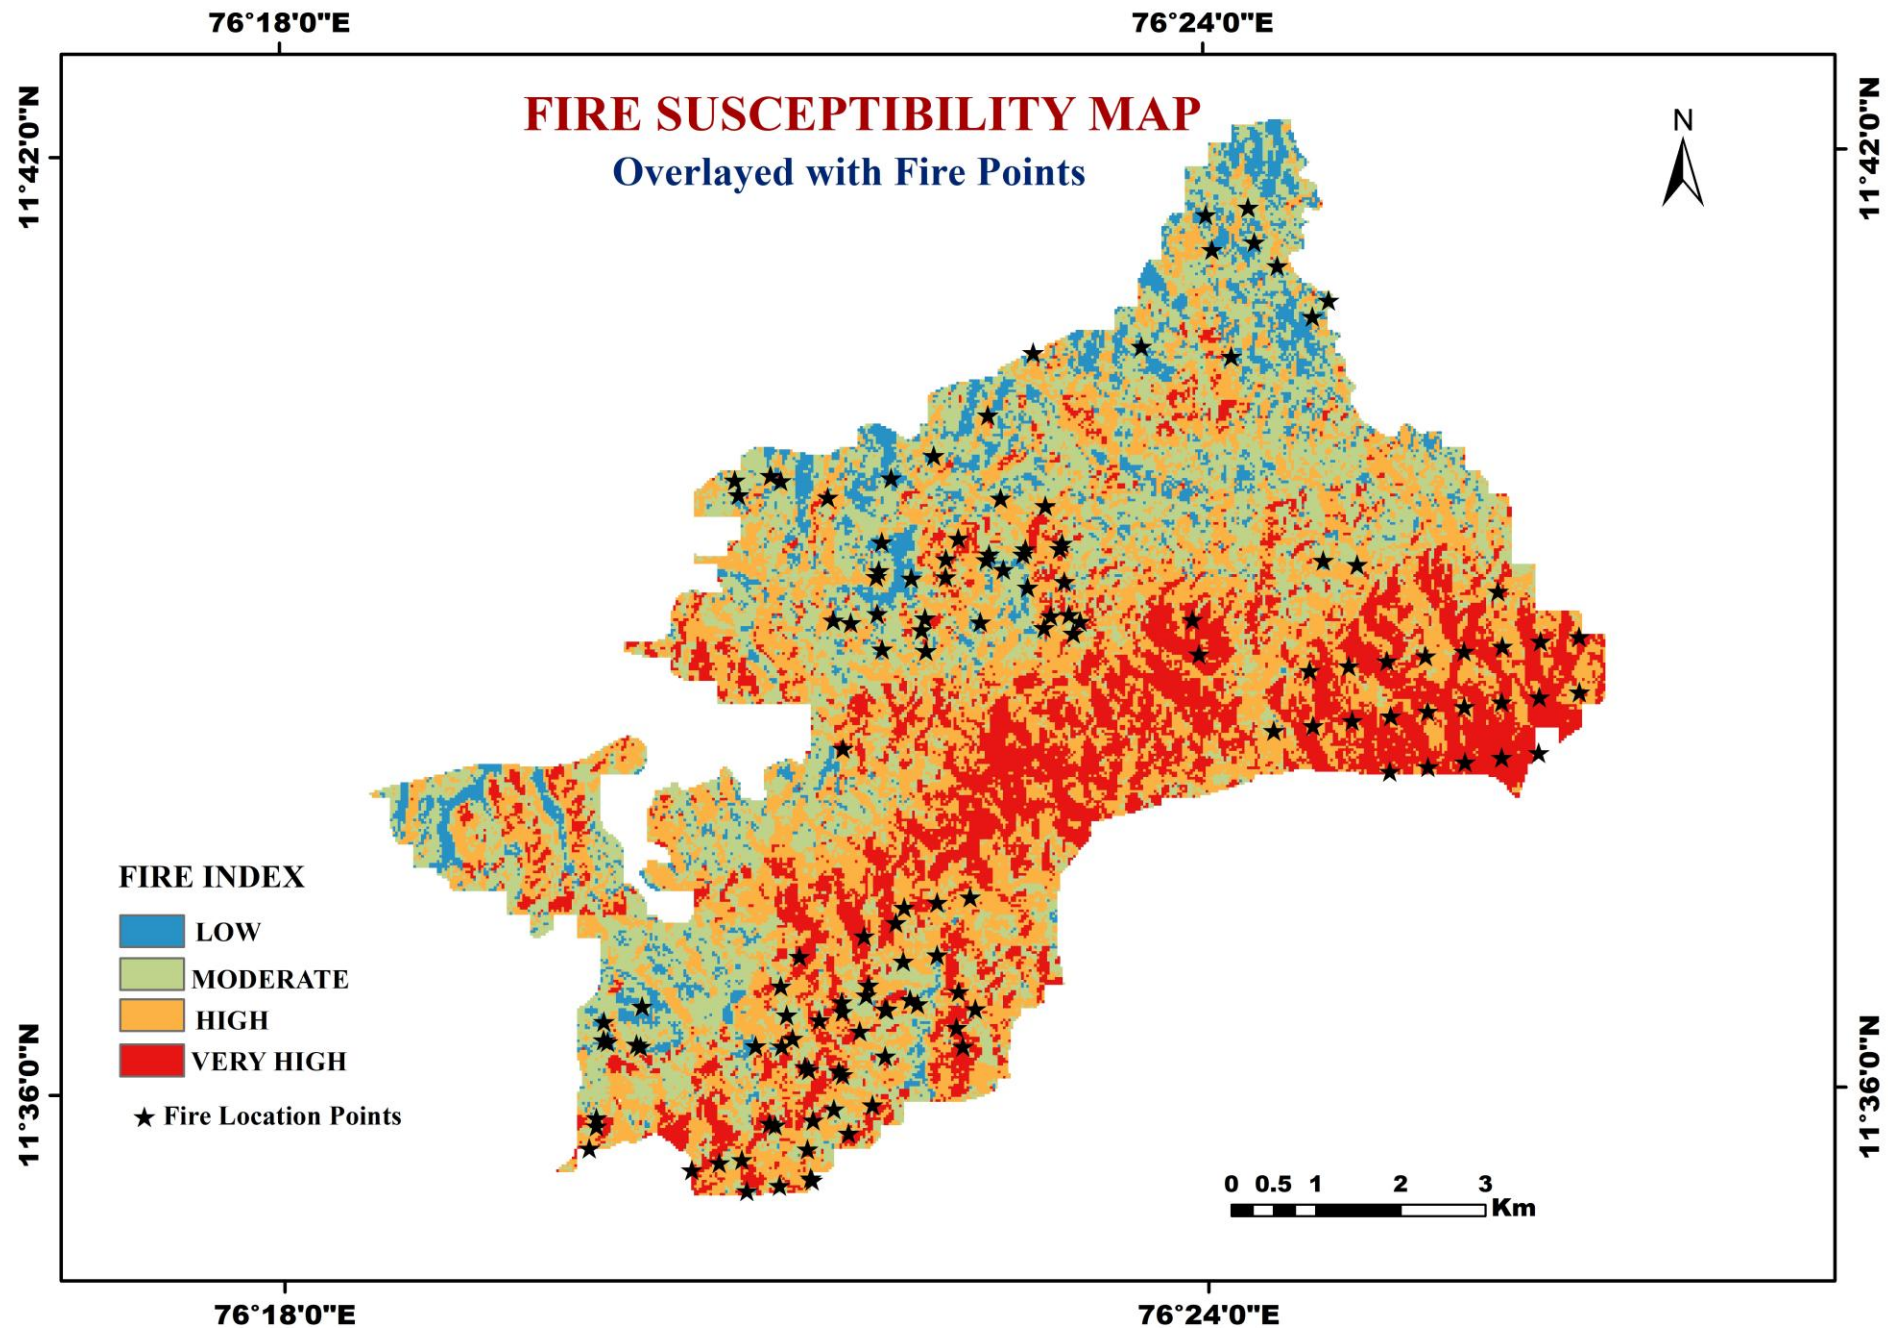 76°18'0"E
76°24'0"E
FIRE SUSCEPTIBILITY MAP
Overlayed with Fire Points
N
11°42'0"N
11°42'0"N
FIRE INDEX
LOW
MODERATE
HIGH
VERY HIGH
Fire Location Points
11°36'0"N
11°36'0"N
0 0.5 1 2 3
Km
76°18'0"E
76°24'0"E